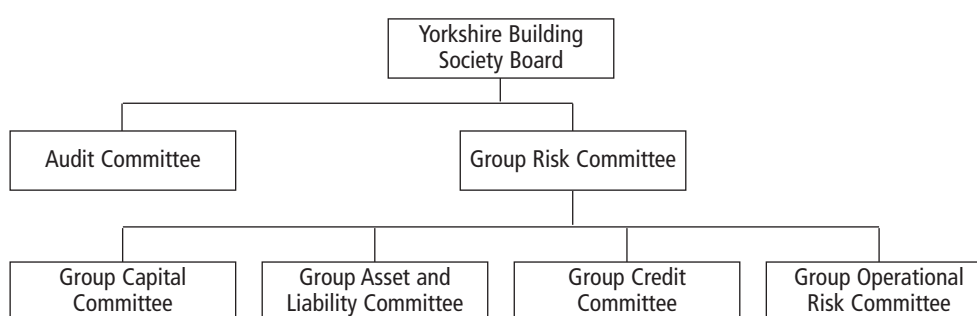 Yorkshire Building
Society Board
Audit Committee
Group Risk Committee
Group Capital
Committee
Group Asset and
Liability Committee
Group Credit
Committee
Group Operational
Risk Committee